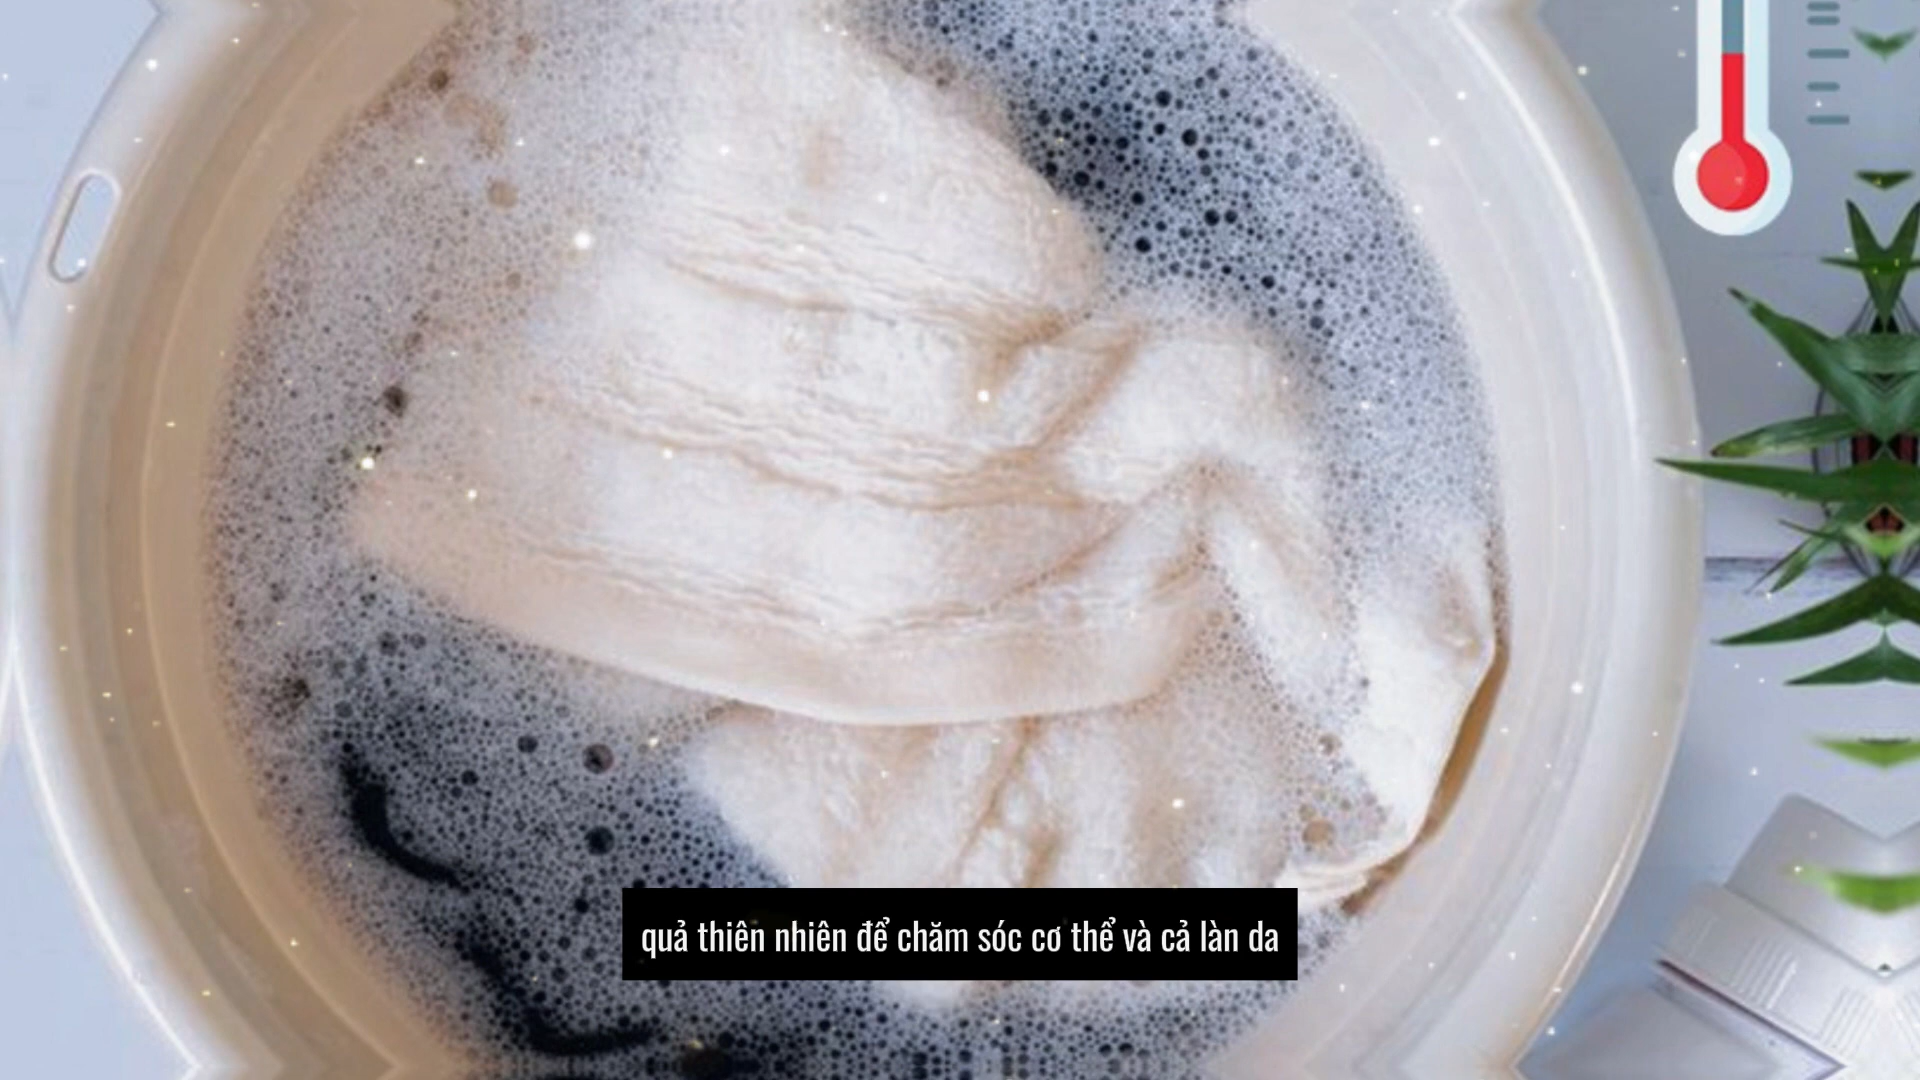 quả thiên nhiên để chăm sóc cơ thể và cả làn da